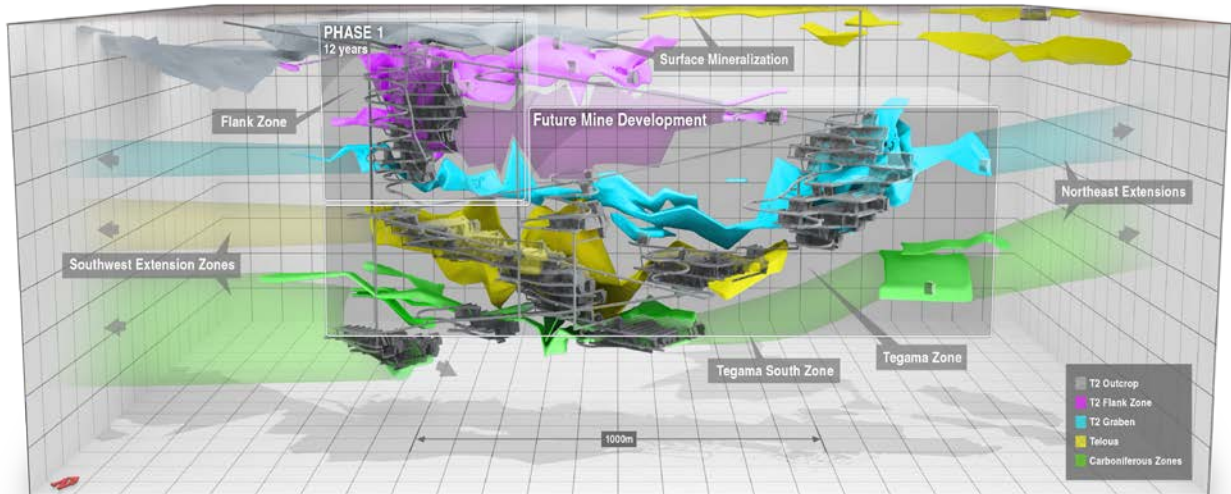 PHASE 1
12 years
Surface Mineralization
Flank Zone
Future Mine Development
Northeast Extensions
Southwest Extension Zones
Tegama Zone
Tegama South Zone
1000m
T2 Outcrop
T2 Flank Zone
T2 Graben
Teloua
Carboniferous Zones